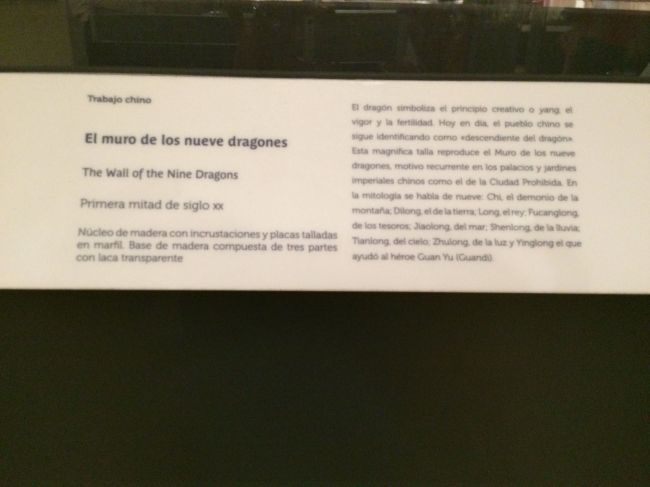 Trabajo chino
El muro de los nueve dragones
The Wall of the Nine Dragons
Primera mitad de siglo XX
Núcleo de madera con incrustaciones y placas talladas
en marfil. Base de madera compuesta de tres partes
con laca transparente
El dragón simboliza el principio creativo o yang, el
vigor y la fertilidad. Hoy en día, el pueblo chino se
sigue identificando como «descendiente del dragón».
Esta magnífica talla reproduce el Muro de los nueve
dragones, motivo recurrente en los palacios y jardines
imperiales chinos como el de la Ciudad Prohibida. En
la mitología se habla de nueve: Chi, el demonio de la
montaña; Dilong, el de la tierra; Long, el rey; Fucanglong,
de los tesoros; Jiaolong, del mar; Shenlong, de la lluvia;
Tianlong, del cielo; Zhulong, de la luz y Yinglong el que
ayudó al héroe Guan Yu (Guandi).